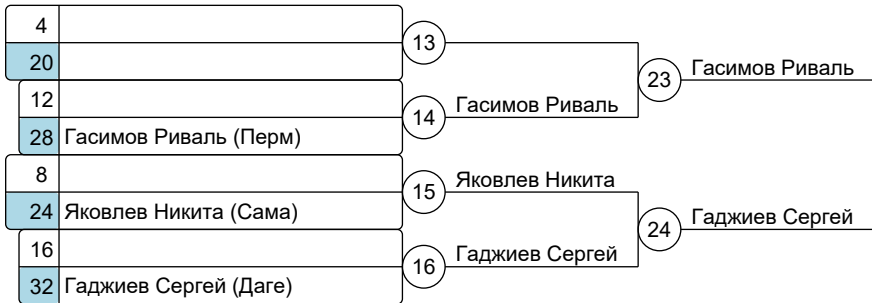 4
20
13
12
28 Гасимов Риваль (Перм)
14 Гасимов Риваль
23 Гасимов Риваль
8
24 Яковлев Никита (Сама)
15 Яковлев Никита
16
32 Гаджиев Сергей (Даге)
16 Гаджиев Сергей
24 Гаджиев Сергей